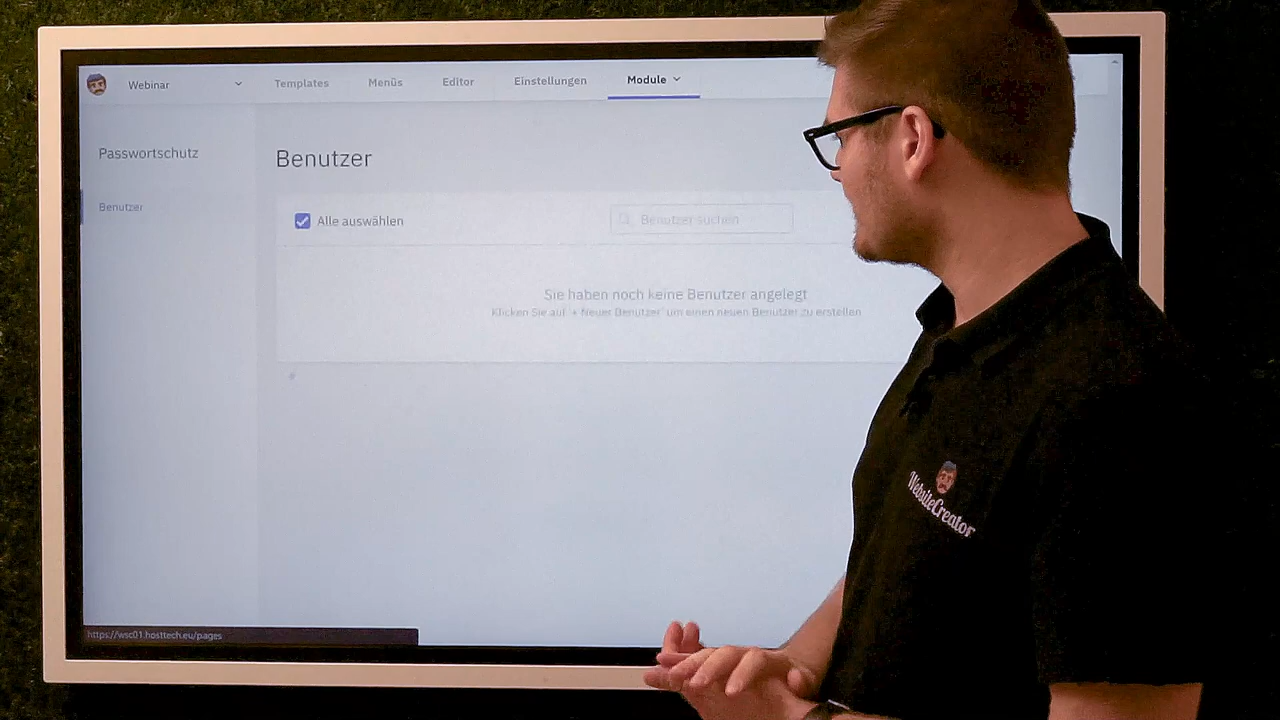 Webinar Templates Menüs Editor Einstellungen Module
Passwortschutz
Benutzer
Benutzer
Alle auswählen
Benutzer suchen
Sie haben noch keine Benutzer angelegt
Klicken Sie auf '+ Neuer Benutzer' um einen neuen Benutzer zu erstellen
WebsiteCreator
https://wsc01.hosttech.eu/pages